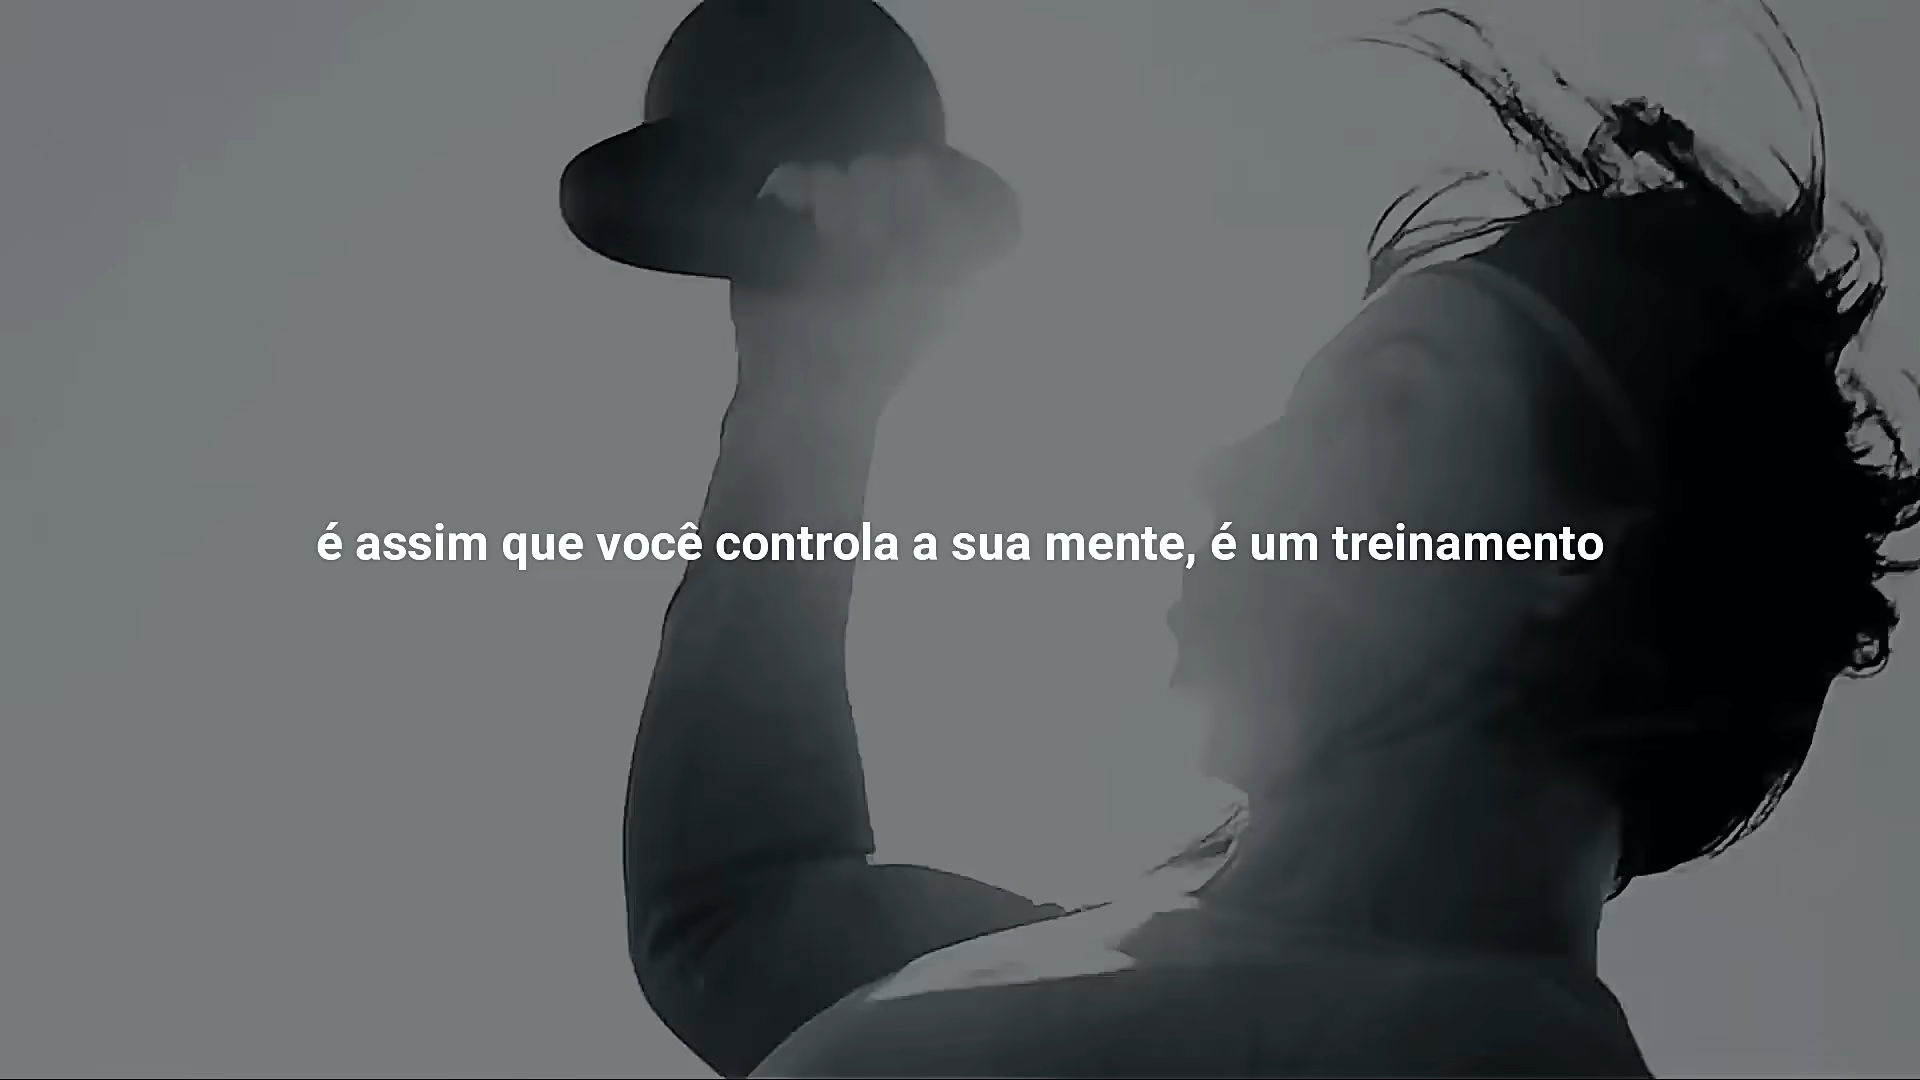 é assim que você controla a sua mente, é um treinamento